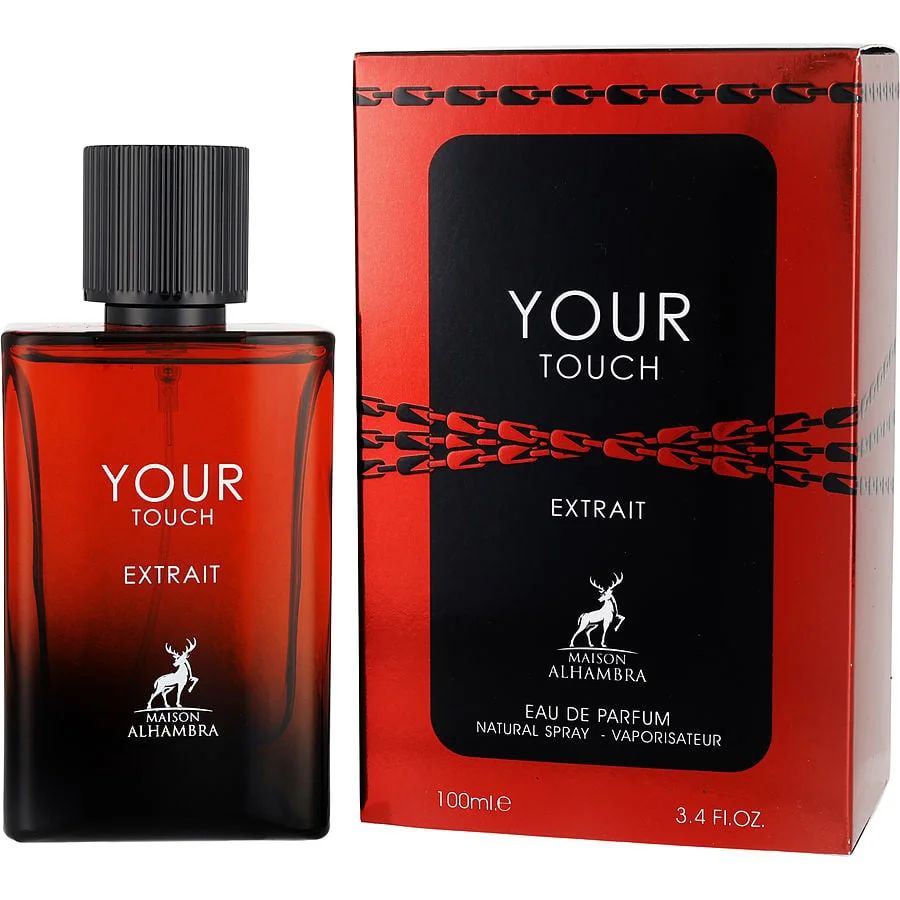 YOUR
TOUCH
EXTRAIT
MAISON
ALHAMBRA
YOUR
TOUCH
EXTRAIT
MAISON
ALHAMBRA
EAU DE PARFUM
NATURAL SPRAY - VAPORISATEUR
100ml.e
3.4 Fl.OZ.